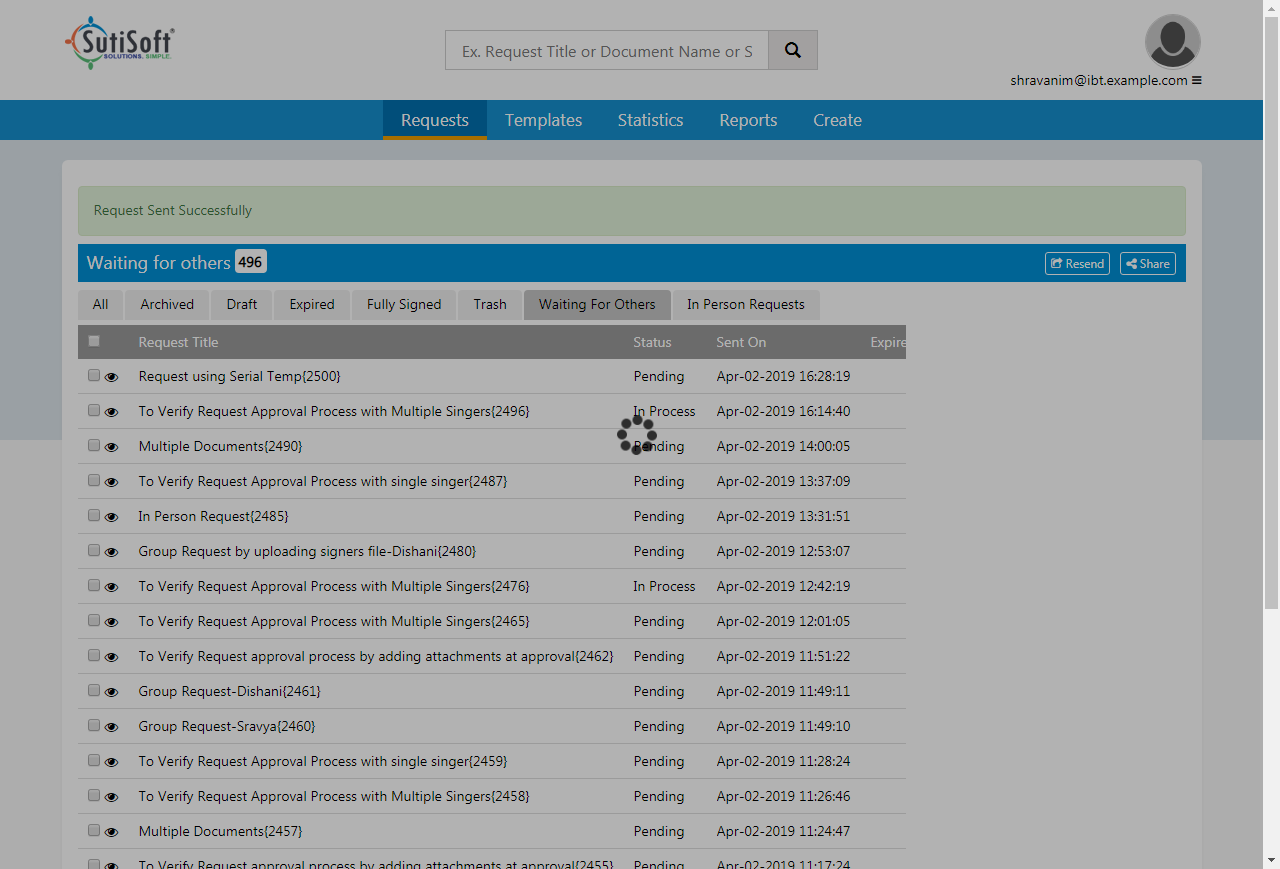 SutiSoft
SOLUTIONS. SIMPLE.
Ex. Request Title or Document Name or S
shravanim@ibt.example.com
Requests Templates Statistics Reports Create
Request Sent Successfully
Waiting for others 496 Resend Share
All Archived Draft Expired Fully Signed Trash Waiting For Others In Person Requests
Request Title Status Sent On Expire
Request using Serial Temp{2500} Pending Apr-02-2019 16:28:19
To Verify Request Approval Process with Multiple Singers{2496} In Process Apr-02-2019 16:14:40
Multiple Documents{2490} Pending Apr-02-2019 14:00:05
To Verify Request Approval Process with single singer{2487} Pending Apr-02-2019 13:37:09
In Person Request{2485} Pending Apr-02-2019 13:31:51
Group Request by uploading signers file-Dishani{2480} Pending Apr-02-2019 12:53:07
To Verify Request Approval Process with Multiple Singers{2476} In Process Apr-02-2019 12:42:19
To Verify Request Approval Process with Multiple Singers{2465} Pending Apr-02-2019 12:01:05
To Verify Request approval process by adding attachments at approval{2462} Pending Apr-02-2019 11:51:22
Group Request-Dishani{2461} Pending Apr-02-2019 11:49:11
Group Request-Sravya{2460} Pending Apr-02-2019 11:49:10
To Verify Request Approval Process with single singer{2459} Pending Apr-02-2019 11:28:24
To Verify Request Approval Process with Multiple Singers{2458} Pending Apr-02-2019 11:26:46
Multiple Documents{2457} Pending Apr-02-2019 11:24:47
To Verify Request approval process by adding attachments at approval{2455} Pending Apr-02-2019 11:17:24